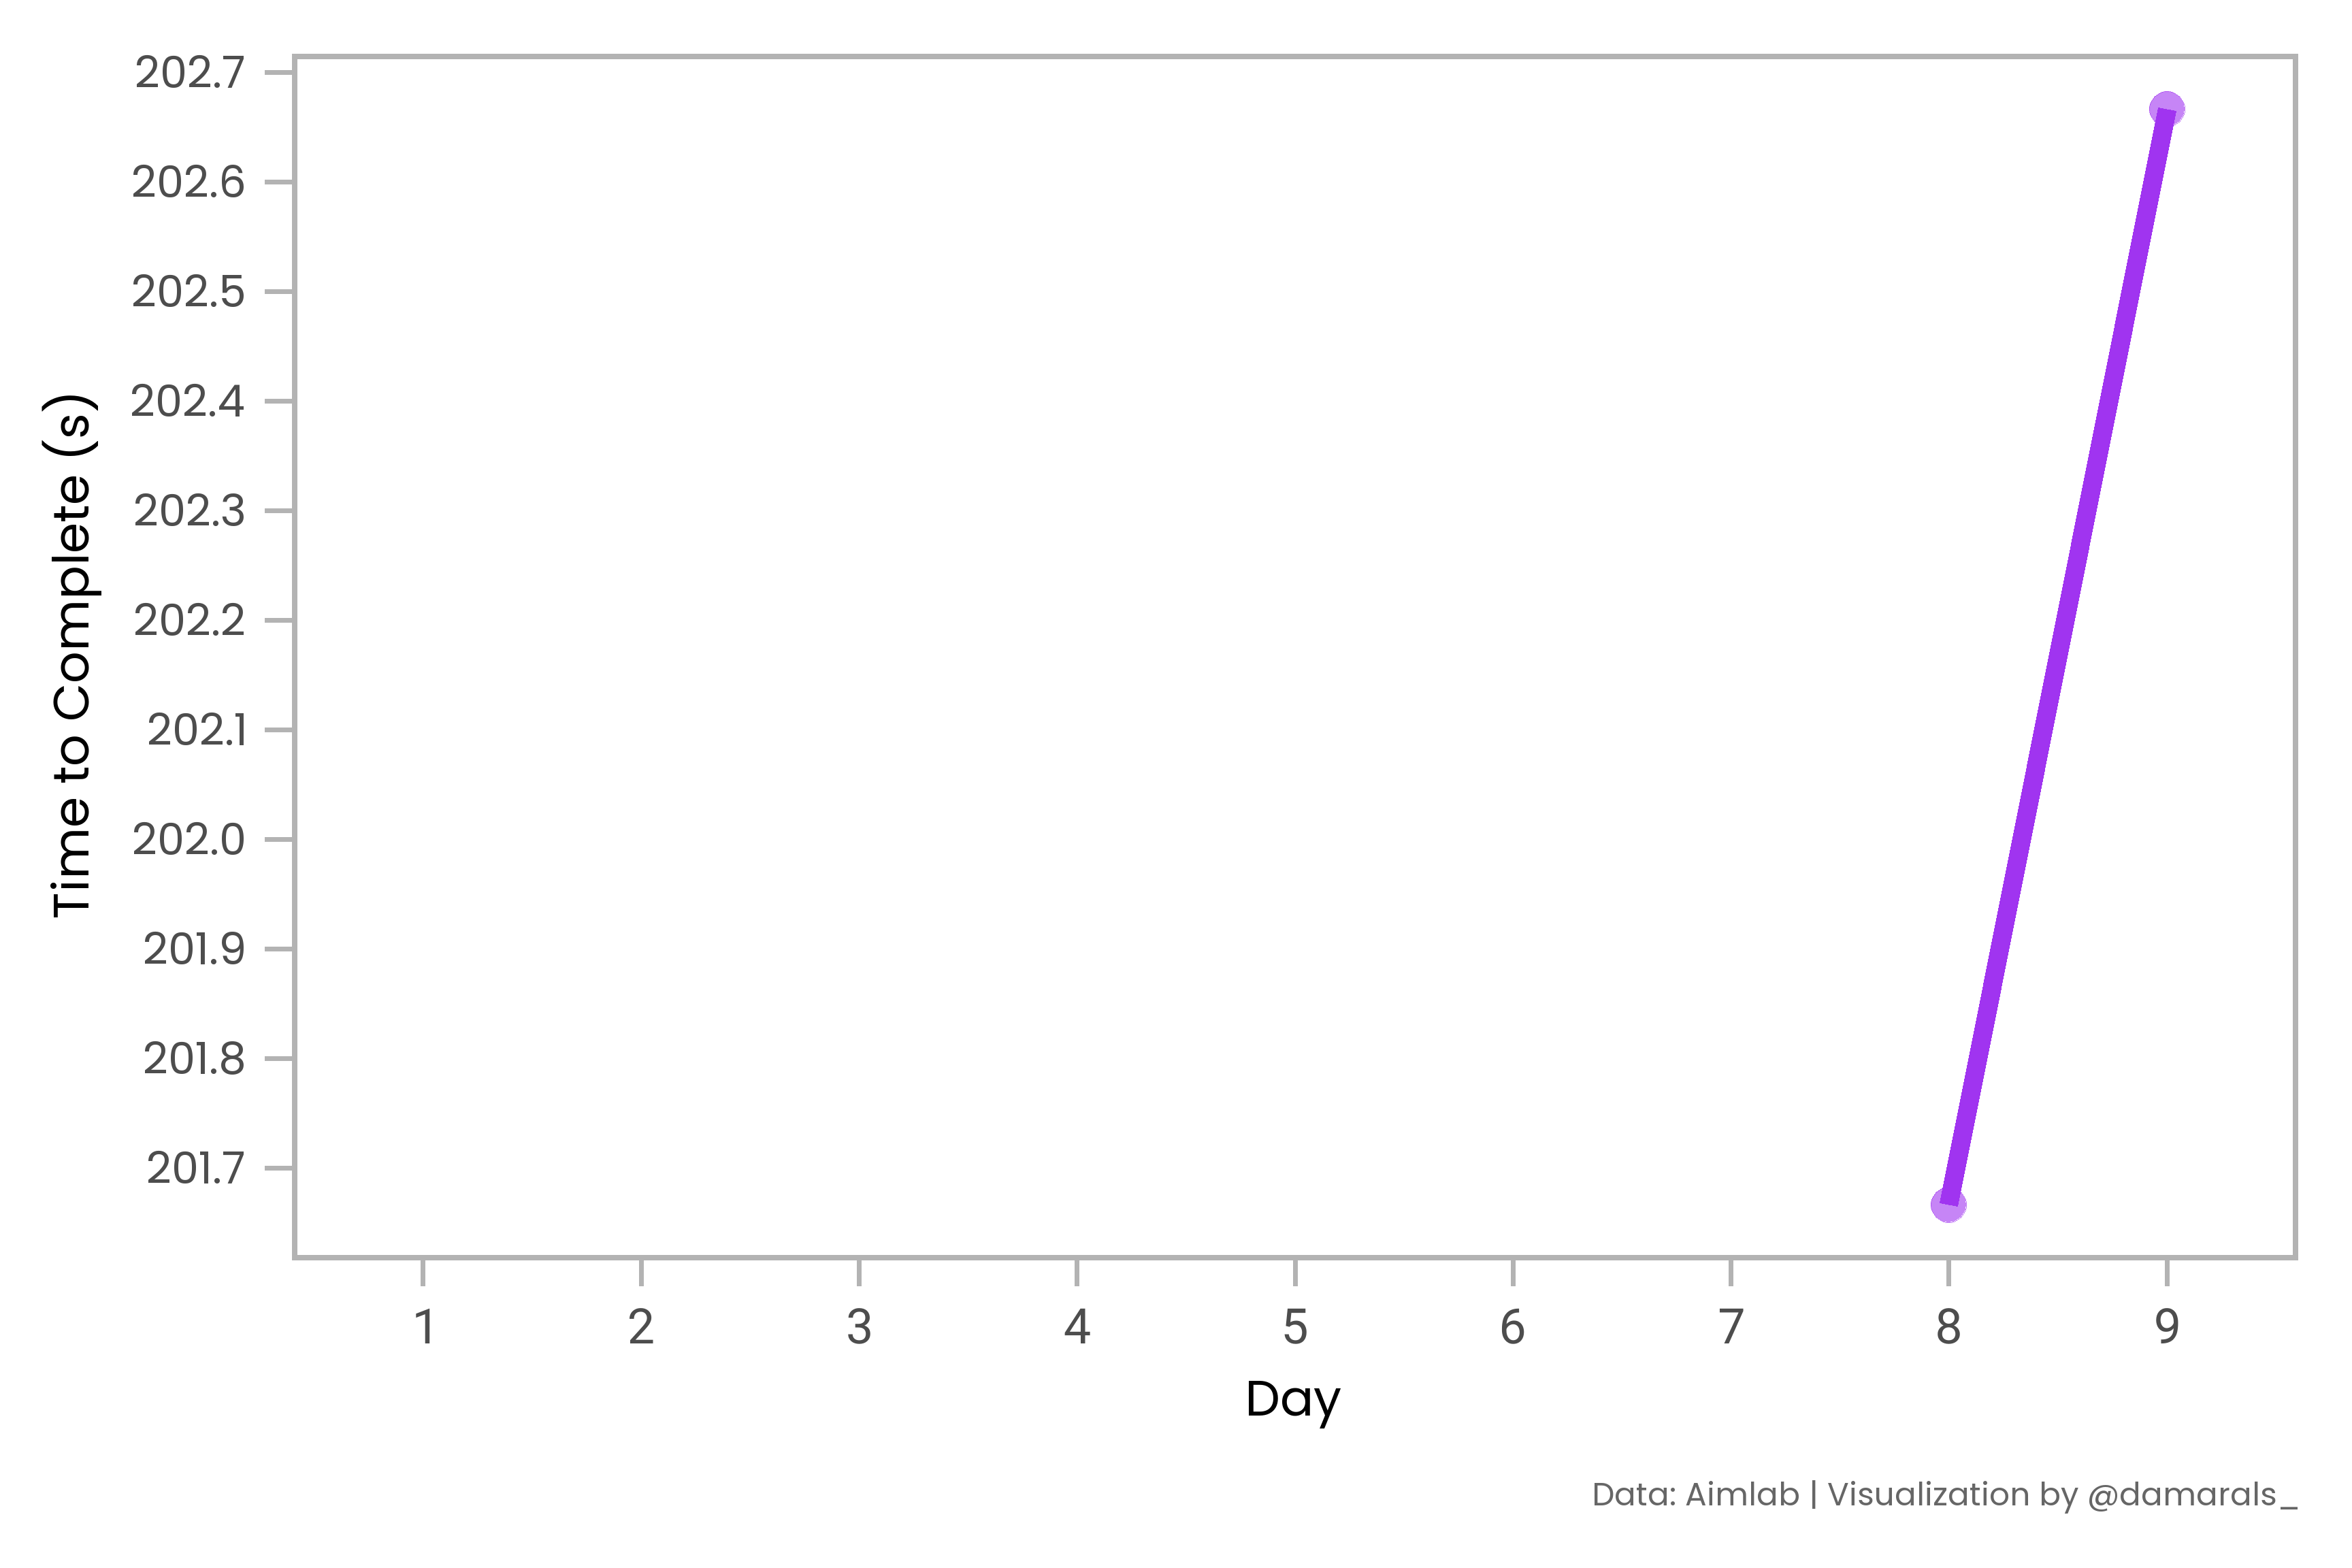 Time to Complete (s)
202.7
202.6
202.5
202.4
202.3
202.2
202.1
202.0
201.9
201.8
201.7
1 2 3 4 5 6 7 8 9
Day
Data: Aimlab | Visualization by @damarals_